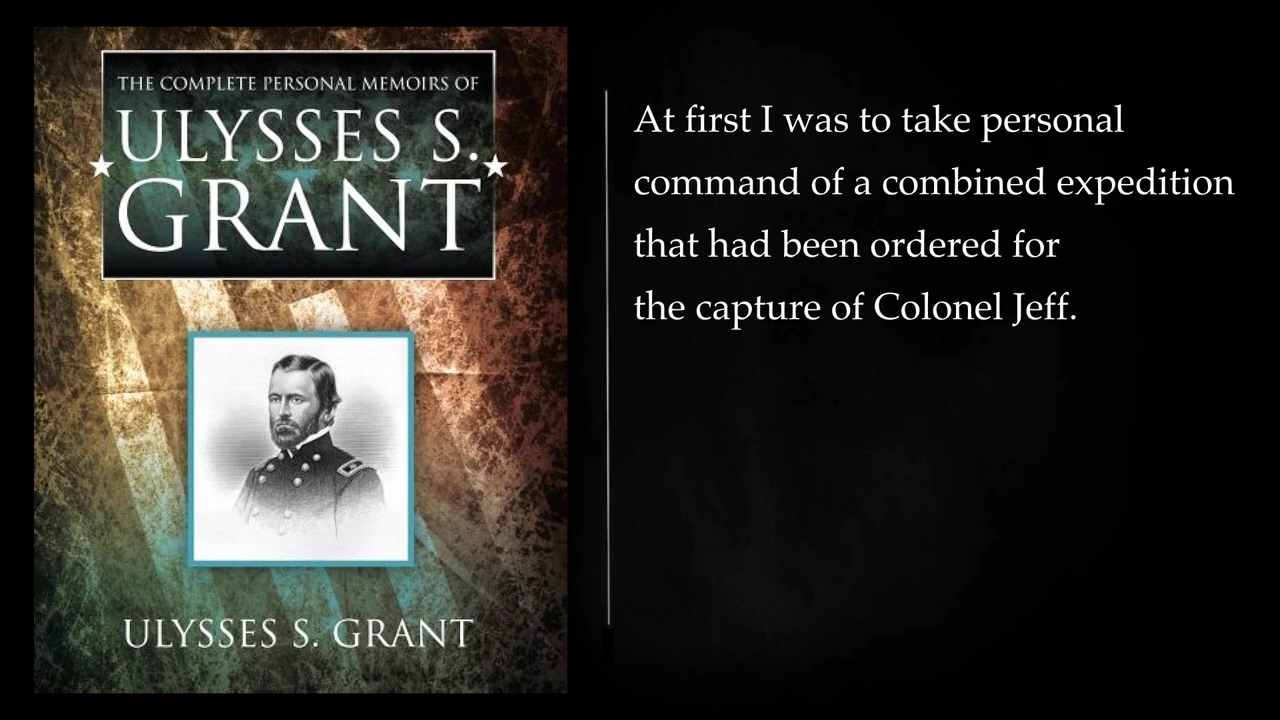 THE COMPLETE PERSONAL MEMOIRS OF
ULYSSES S.
GRANT
ULYSSES S. GRANT
At first I was to take personal
command of a combined expedition
that had been ordered for
the capture of Colonel Jeff.